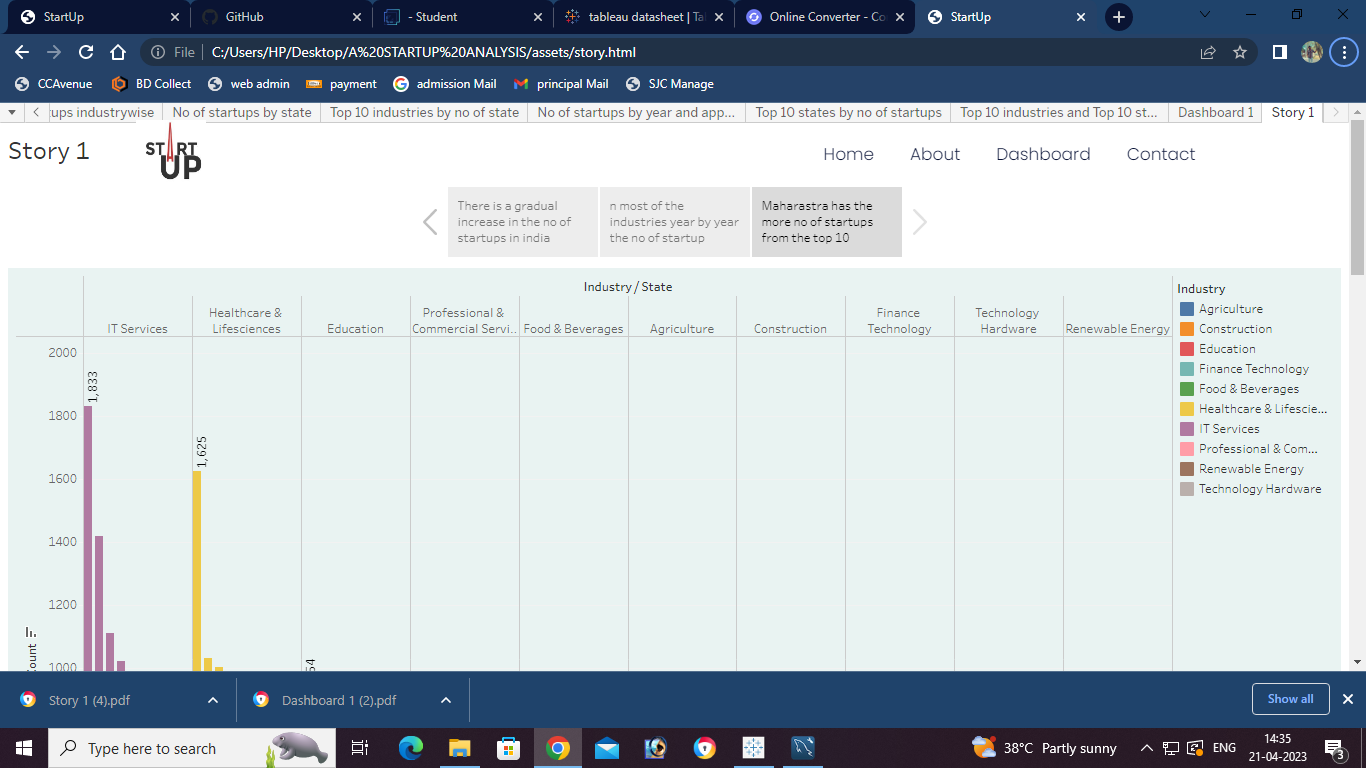 StartUp
GitHub
- Student
tableau datasheet | Ta
Online Converter - Co
StartUp
File
C:/Users/HP/Desktop/A%20STARTUP%20ANALYSIS/assets/story.html
CCAvenue
BD Collect
web admin
payment
admission Mail
principal Mail
SJC Manage
ups industrywise
No of startups by state
Top 10 industries by no of state
No of startups by year and app...
Top 10 states by no of startups
Top 10 industries and Top 10 st...
Dashboard 1
Story 1
Story 1
START
UP
Home
About
Dashboard
Contact
There is a gradual
increase in the no of
startups in india
n most of the
industries year by year
the no of startup
Maharastra has the
more no of startups
from the top 10
Industry / State
IT Services
Healthcare &
Lifesciences
Education
Professional &
Commercial Servi..
Food & Beverages
Agriculture
Construction
Finance
Technology
Technology
Hardware
Renewable Energy
2000
1800
1600
1400
1200
1000
ount
1,833
1,625
54
Industry
Agriculture
Construction
Education
Finance Technology
Food & Beverages
Healthcare & Lifescie...
IT Services
Professional & Com...
Renewable Energy
Technology Hardware
Story 1 (4).pdf
Dashboard 1 (2).pdf
Show all
Type here to search
38°C Partly sunny
ENG
14:35
21-04-2023
3